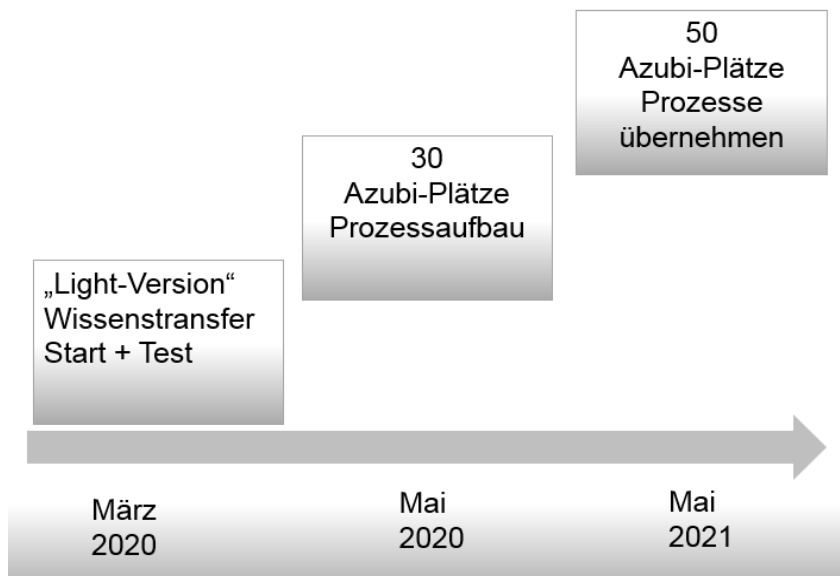 50
Azubi-Plätze
Prozesse
übernehmen
30
Azubi-Plätze
Prozessaufbau
„Light-Version“
Wissenstransfer
Start + Test
März
2020
Mai
2020
Mai
2021